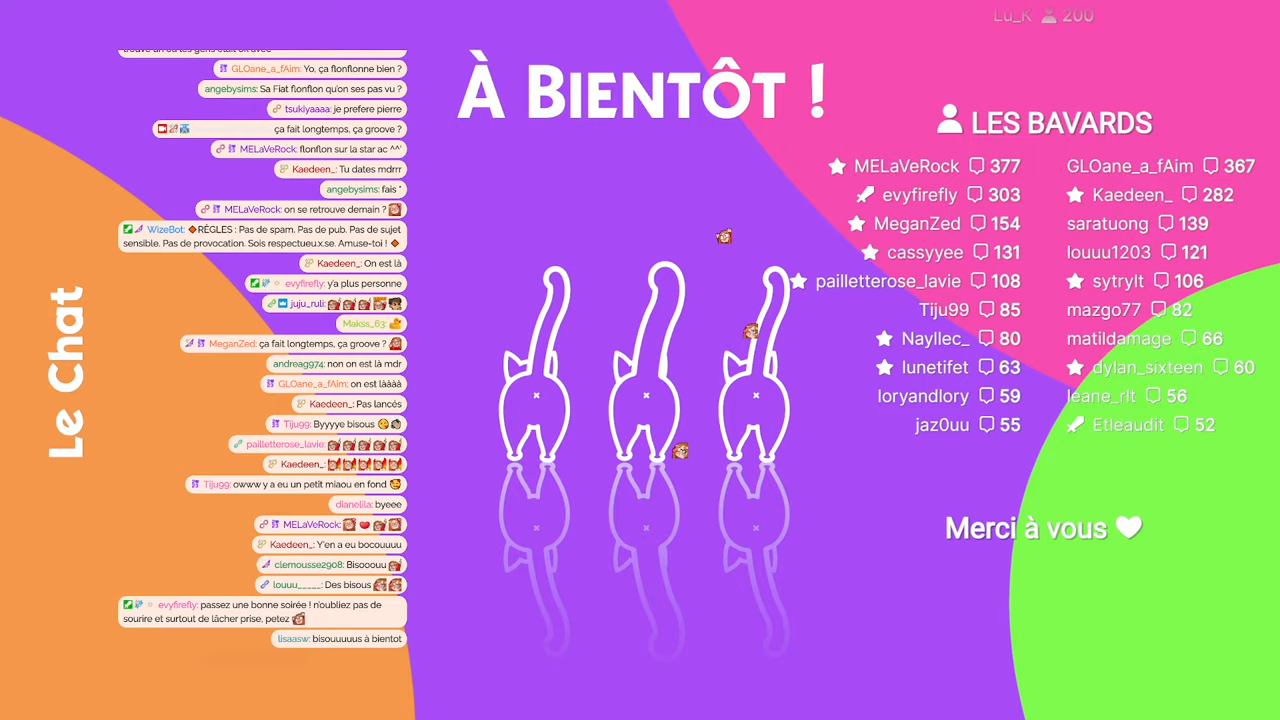 Lu_K 200
À BIENTÔT !
LES BAVARDS
MELaVeRock 377
GLOane_a_fAim 367
evyfirefly 303
Kaedeen_ 282
MeganZed 154
saratuong 139
cassyyee 131
louuu1203 121
pailletterose_lavie 108
sytrylt 106
Tiju99 85
mazgo77 82
Nayllec_ 80
matildamage 66
lunetifet 63
dylan_sixteen 60
loryandlory 59
leane_rlt 56
jaz0uu 55
Etleaudit 52
Merci à vous
Le Chat
GLOane_a_fAim: Yo, ça flonflonne bien ?
angebysims: Sa Fiat flonflon qu'on ses pas vu ?
tsukiyaaaa: je prefere pierre
ça fait longtemps, ça groove ?
MELaVeRock: flonflon sur la star ac ^^'
Kaedeen_: Tu dates mdrrr
angebysims: fais *
MELaVeRock: on se retrouve demain ?
WizeBot: RÈGLES : Pas de spam. Pas de pub. Pas de sujet
sensible. Pas de provocation. Sois respectueu.x.se. Amuse-toi !
Kaedeen_: On est là
evyfirefly: y'a plus personne
juju_ruli:
Makss_63:
MeganZed: ça fait longtemps, ça groove ?
andreag974: non on est là mdr
GLOane_a_fAim: on est làààà
Kaedeen_: Pas lancés
Tiju99: Byyyye bisous
pailletterose_lavie:
Kaedeen_:
Tiju99: owww y a eu un petit miaou en fond
dianelila: byeee
MELaVeRock:
Kaedeen_: Y'en a eu bocouuuu
clemousse2908: Bisooouu
louuu_____: Des bisous
evyfirefly: passez une bonne soirée ! n'oubliez pas de
sourire et surtout de lâcher prise, petez
lisaasw: bisouuuuus à bientot